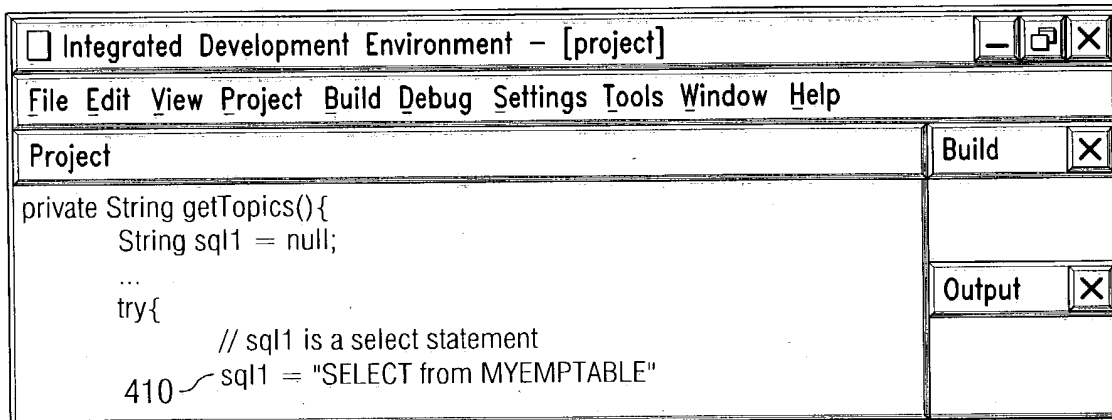 Integrated Development Environment – [project]
File Edit View Project Build Debug Settings Tools Window Help
Project
Build
private String getTopics(){
String sql1 = null;
...
try{
Output
// sql1 is a select statement
410 sql1 = "SELECT from MYEMPTABLE"